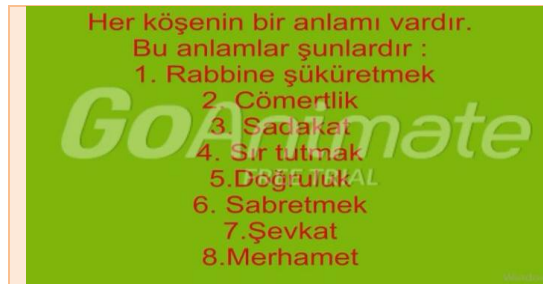 Her köşenin bir anlamı vardır.
Bu anlamlar şunlardır :
1. Rabbine şüküretmek
2. Cömertlik
3. Sadakat
4. Sır tutmak
5.Doğruluk
6. Sabretmek
7.Şevkat
8.Merhamet
GoAnimate
FREE TRIAL